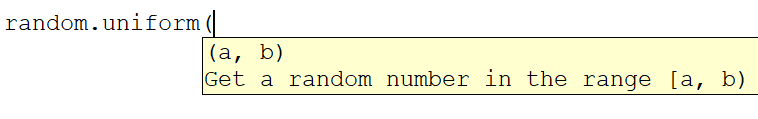 random.uniform(
(a, b)
Get a random number in the range [a, b)